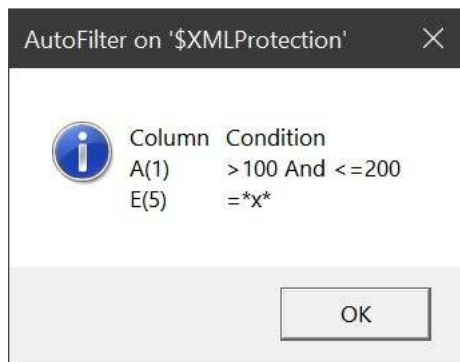 AutoFilter on '$XMLProtection'
Column Condition
A(1) >100 And <=200
E(5) =*x*
OK